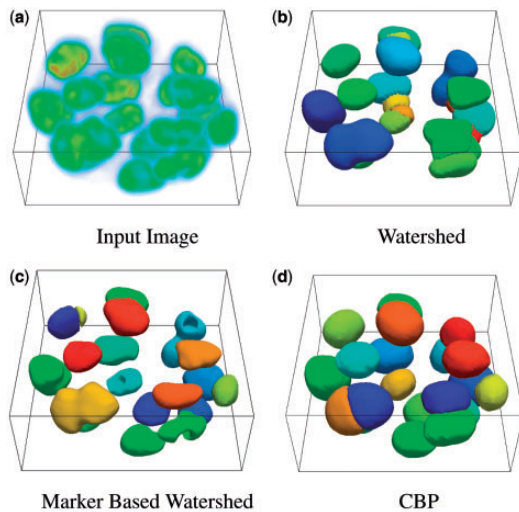 (a)
(b)
Input Image
Watershed
(c)
(d)
Marker Based Watershed
CBP